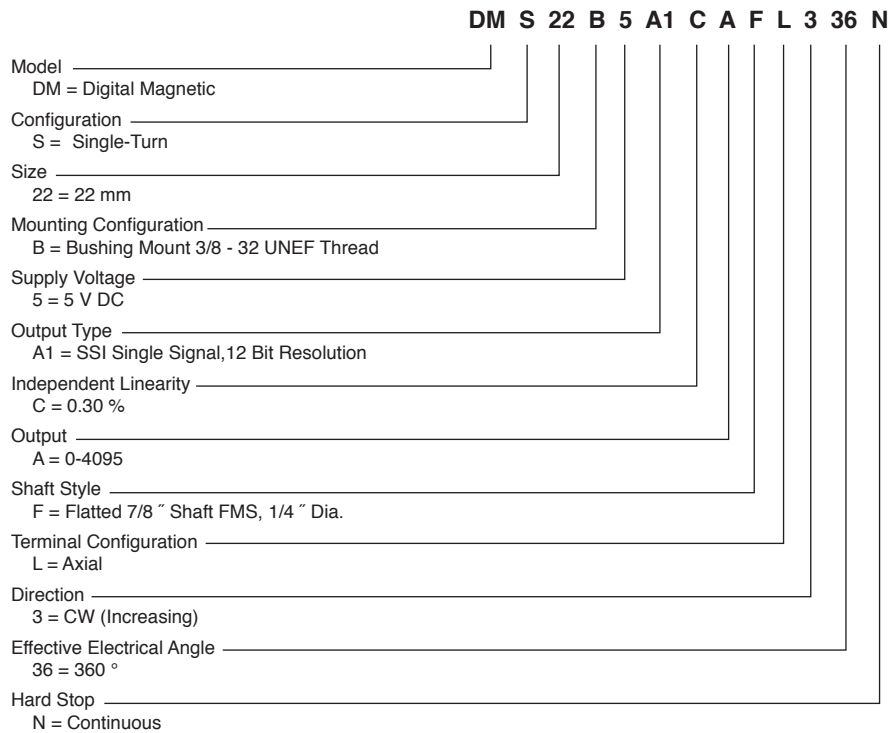 DM S 22 B 5 A1 C A F L 3 36 N
Model
DM = Digital Magnetic
Configuration
S = Single-Turn
Size
22 = 22 mm
Mounting Configuration
B = Bushing Mount 3/8 - 32 UNEF Thread
Supply Voltage
5 = 5 V DC
Output Type
A1 = SSI Single Signal,12 Bit Resolution
Independent Linearity
C = 0.30 %
Output
A = 0-4095
Shaft Style
F = Flatted 7/8 ˝ Shaft FMS, 1/4 ˝ Dia.
Terminal Configuration
L = Axial
Direction
3 = CW (Increasing)
Effective Electrical Angle
36 = 360 °
Hard Stop
N = Continuous